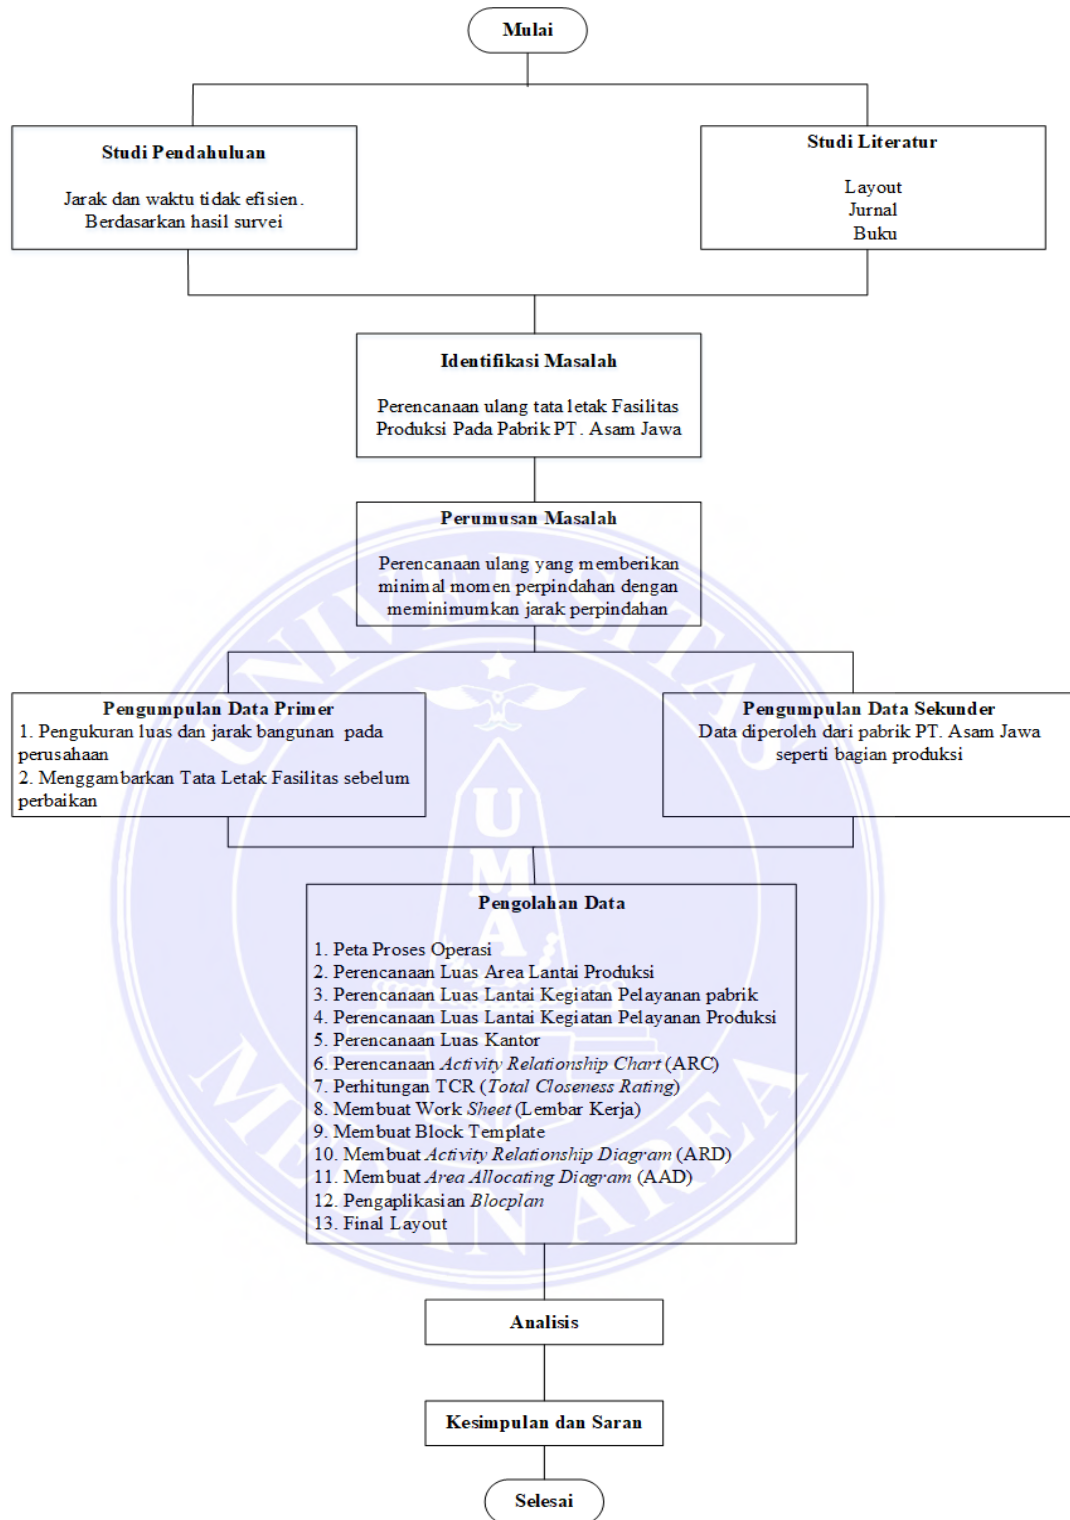 Mulai
Studi Pendahuluan
Jarak dan waktu tidak efisien.
Berdasarkan hasil survei
Studi Literatur
Layout
Jurnal
Buku
Identifikasi Masalah
Perencanaan ulang tata letak Fasilitas
Produksi Pada Pabrik PT. Asam Jawa
Perumusan Masalah
Perencanaan ulang yang memberikan
minimal momen perpindahan dengan
meminimumkan jarak perpindahan
Pengumpulan Data Primer
1. Pengukuran luas dan jarak bangunan pada
perusahaan
2. Menggambarkan Tata Letak Fasilitas sebelum
perbaikan
Pengumpulan Data Sekunder
Data diperoleh dari pabrik PT. Asam Jawa
seperti bagian produksi
Pengolahan Data
1. Peta Proses Operasi
2. Perencanaan Luas Area Lantai Produksi
3. Perencanaan Luas Lantai Kegiatan Pelayanan pabrik
4. Perencanaan Luas Lantai Kegiatan Pelayanan Produksi
5. Perencanaan Luas Kantor
6. Perencanaan Activity Relationship Chart (ARC)
7. Perhitungan TCR (Total Closeness Rating)
8. Membuat Work Sheet (Lembar Kerja)
9. Membuat Block Template
10. Membuat Activity Relationship Diagram (ARD)
11. Membuat Area Allocating Diagram (AAD)
12. Pengaplikasian Blocplan
13. Final Layout
Analisis
Kesimpulan dan Saran
Selesai
UNIVERSITAS
UMA
MEDAN AREA